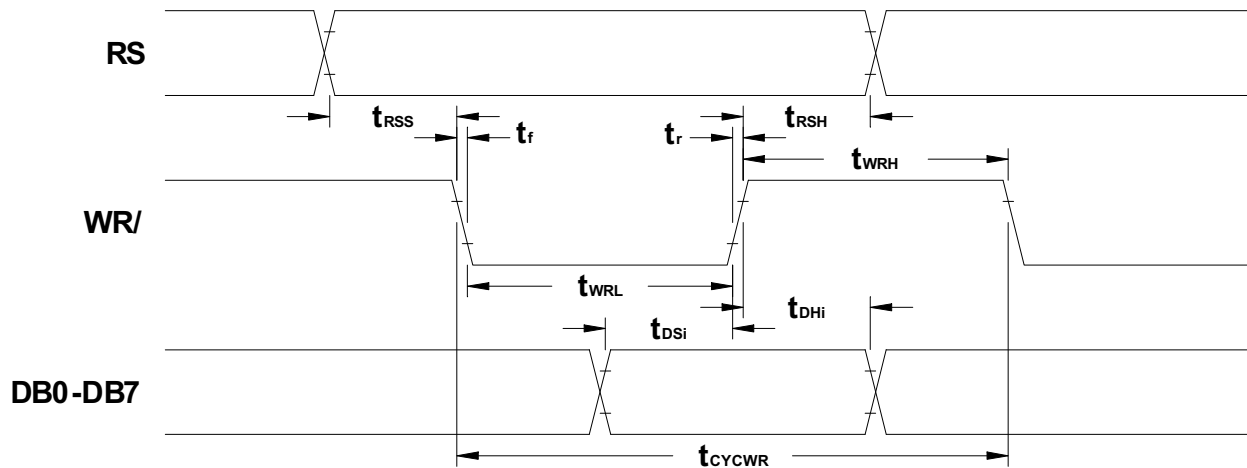 RS
tRSS
tRSH
tf
tr
tWRH
WR/
tWRL
tDHi
tDSi
DB0-DB7
tCYCWR